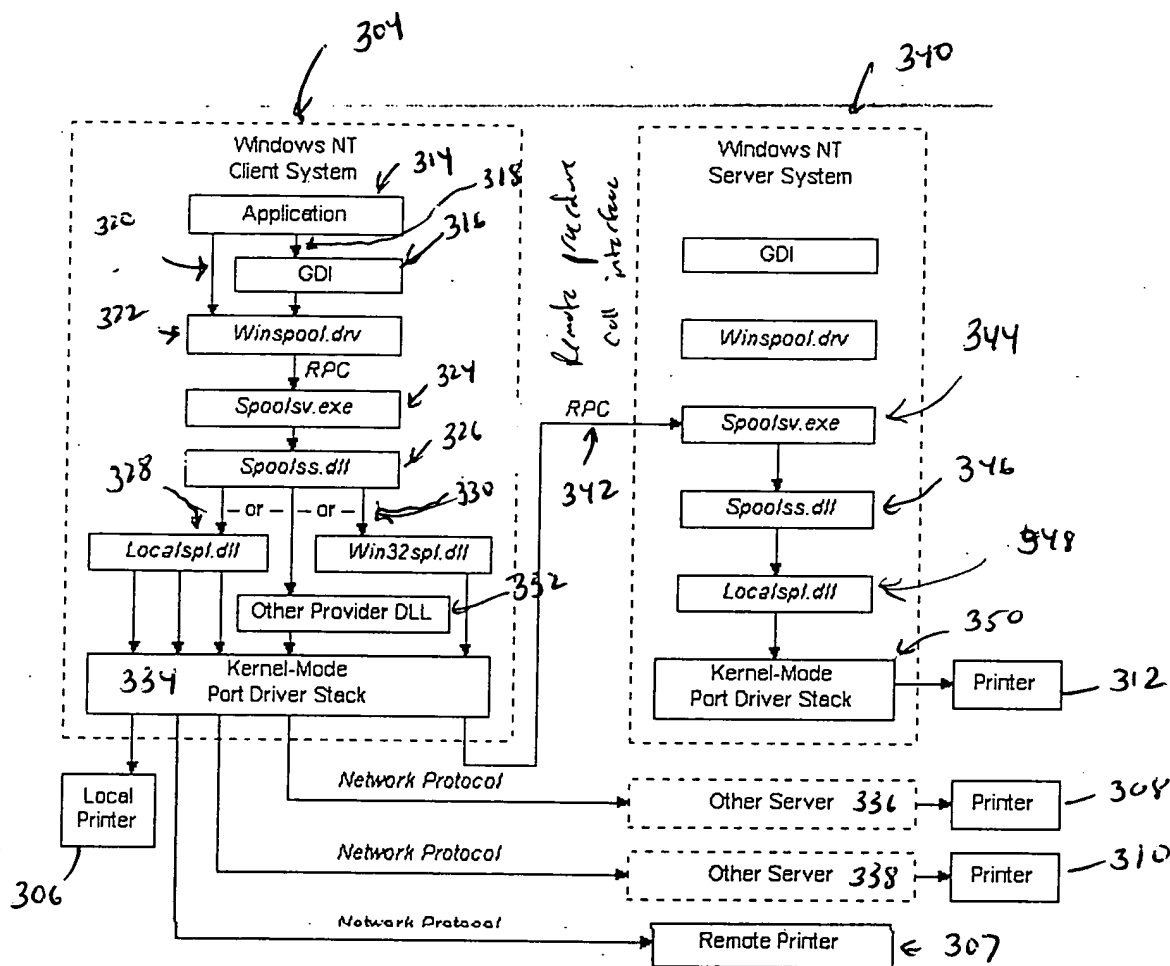 304
340
Windows NT
Client System
314
318
Application
320
316
GDI
322
Winspool.drv
RPC
324
Spoolsv.exe
326
Spoolss.dll
328
– or –
– or –
330
Localspl.dll
Win32spl.dll
Other Provider DLL
332
334
Kernel-Mode
Port Driver Stack
Local
Printer
306
Remote procedure
call interface
RPC
342
Windows NT
Server System
GDI
Winspool.drv
344
Spoolsv.exe
346
Spoolss.dll
348
Localspl.dll
350
Kernel-Mode
Port Driver Stack
Printer
312
Network Protocol
Other Server 336
Printer
308
Network Protocol
Other Server 338
Printer
310
Network Protocol
Remote Printer
307